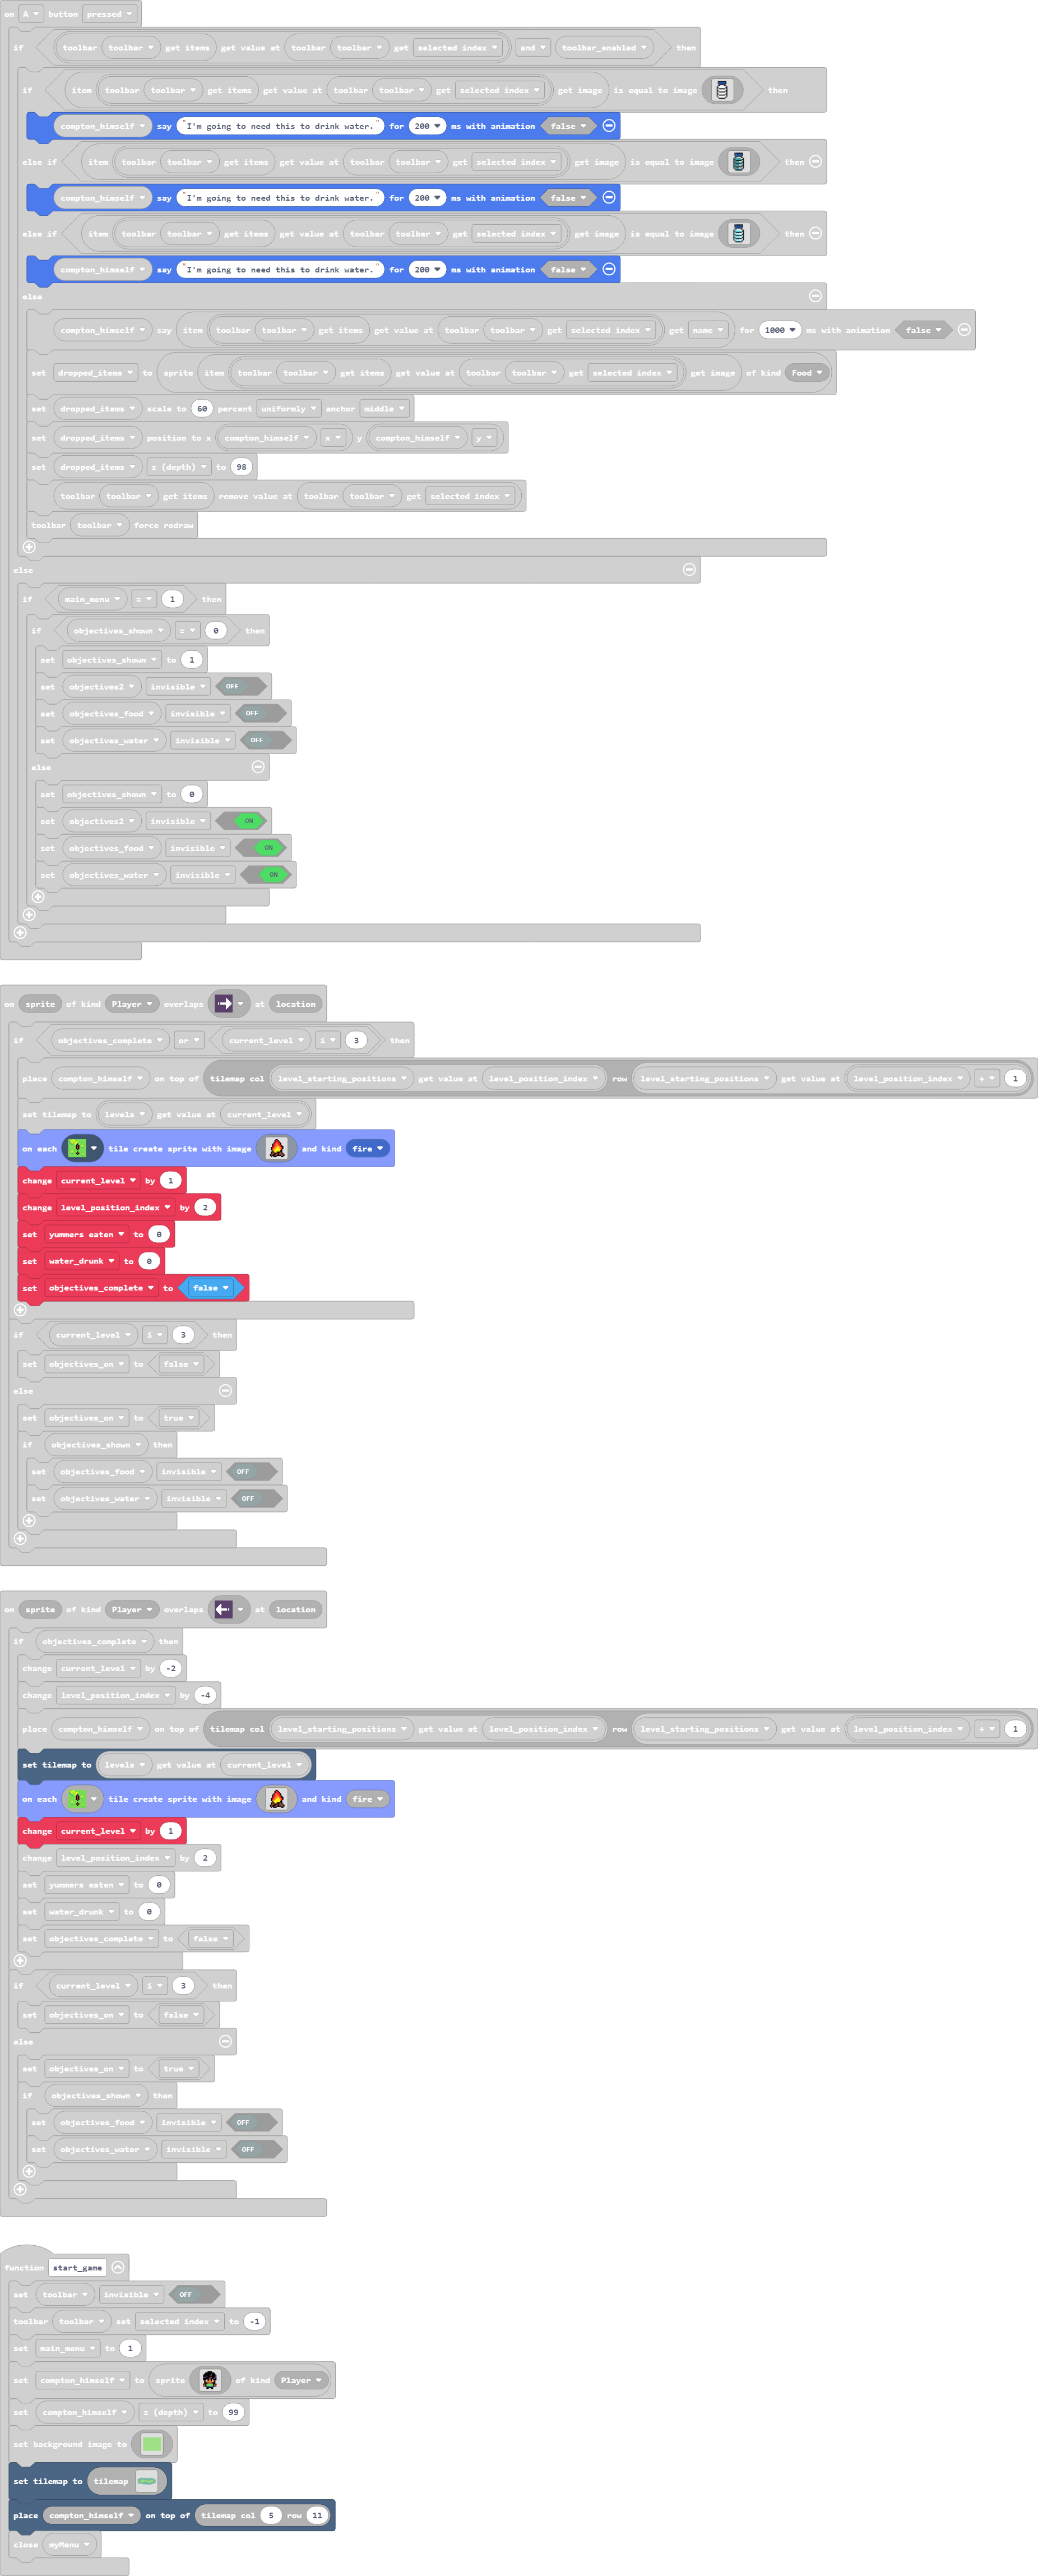 on A button pressed
if toolbar toolbar get items get value at toolbar toolbar get selected index and toolbar_enabled then
if item toolbar toolbar get items get value at toolbar toolbar get selected index get image is equal to image then
compton_himself say "I'm going to need this to drink water." for 200 ms with animation false
else if item toolbar toolbar get items get value at toolbar toolbar get selected index get image is equal to image then
compton_himself say "I'm going to need this to drink water." for 200 ms with animation false
else if item toolbar toolbar get items get value at toolbar toolbar get selected index get image is equal to image then
compton_himself say "I'm going to need this to drink water." for 200 ms with animation false
else
compton_himself say item toolbar toolbar get items get value at toolbar toolbar get selected index get name for 1000 ms with animation false
set dropped_items to sprite item toolbar toolbar get items get value at toolbar toolbar get selected index get image of kind Food
set dropped_items scale to 60 percent uniformly anchor middle
set dropped_items position to x compton_himself x y compton_himself y
set dropped_items z (depth) to 98
toolbar toolbar get items remove value at toolbar toolbar get selected index
toolbar toolbar force redraw
else
if main_menu = 1 then
if objectives_shown = 0 then
set objectives_shown to 1
set objectives2 invisible OFF
set objectives_food invisible OFF
set objectives_water invisible OFF
else
set objectives_shown to 0
set objectives2 invisible ON
set objectives_food invisible ON
set objectives_water invisible ON
on sprite of kind Player overlaps at location
if objectives_complete or current_level ≤ 3 then
place compton_himself on top of tilemap col level_starting_positions get value at level_position_index row level_starting_positions get value at level_position_index + 1
set tilemap to levels get value at current_level
on each tile create sprite with image and kind fire
change current_level by 1
change level_position_index by 2
set yummers eaten to 0
set water_drunk to 0
set objectives_complete to false
if current_level ≤ 3 then
set objectives_on to false
else
set objectives_on to true
if objectives_shown then
set objectives_food invisible OFF
set objectives_water invisible OFF
on sprite of kind Player overlaps at location
if objectives_complete then
change current_level by -2
change level_position_index by -4
place compton_himself on top of tilemap col level_starting_positions get value at level_position_index row level_starting_positions get value at level_position_index + 1
set tilemap to levels get value at current_level
on each tile create sprite with image and kind fire
change current_level by 1
change level_position_index by 2
set yummers eaten to 0
set water_drunk to 0
set objectives_complete to false
if current_level ≤ 3 then
set objectives_on to false
else
set objectives_on to true
if objectives_shown then
set objectives_food invisible OFF
set objectives_water invisible OFF
function start_game
set toolbar invisible OFF
toolbar toolbar set selected index to -1
set main_menu to 1
set compton_himself to sprite of kind Player
set compton_himself z (depth) to 99
set background image to
set tilemap to tilemap
place compton_himself on top of tilemap col 5 row 11
close myMenu